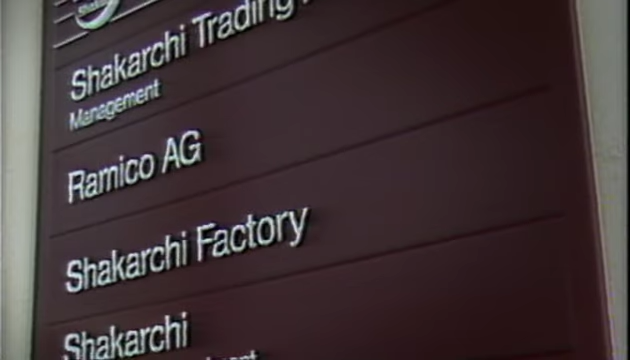 Shakarchi Trading
Management
Ramico AG
Shakarchi Factory
Shakarchi